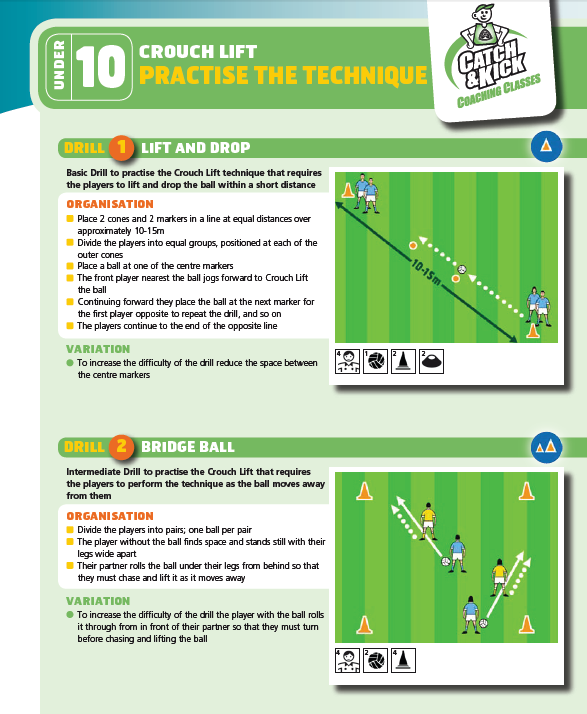 UNDER
10
CROUCH LIFT
PRACTISE THE TECHNIQUE
CATCH
&KICK
COACHING CLASSES
DRILL 1 LIFT AND DROP
Basic Drill to practise the Crouch Lift technique that requires
the players to lift and drop the ball within a short distance
ORGANISATION
Place 2 cones and 2 markers in a line at equal distances over
approximately 10-15m
Divide the players into equal groups, positioned at each of the
outer cones
Place a ball at one of the centre markers
The front player nearest the ball jogs forward to Crouch Lift
the ball
Continuing forward they place the ball at the next marker for
the first player opposite to repeat the drill, and so on
The players continue to the end of the opposite line
VARIATION
To increase the difficulty of the drill reduce the space between
the centre markers
10-15m
4 1 2 2
DRILL 2 BRIDGE BALL
Intermediate Drill to practise the Crouch Lift that requires
the players to perform the technique as the ball moves away
from them
ORGANISATION
Divide the players into pairs; one ball per pair
The player without the ball finds space and stands still with their
legs wide apart
Their partner rolls the ball under their legs from behind so that
they must chase and lift it as it moves away
VARIATION
To increase the difficulty of the drill the player with the ball rolls
it through from in front of their partner so that they must turn
before chasing and lifting the ball
4 2 4